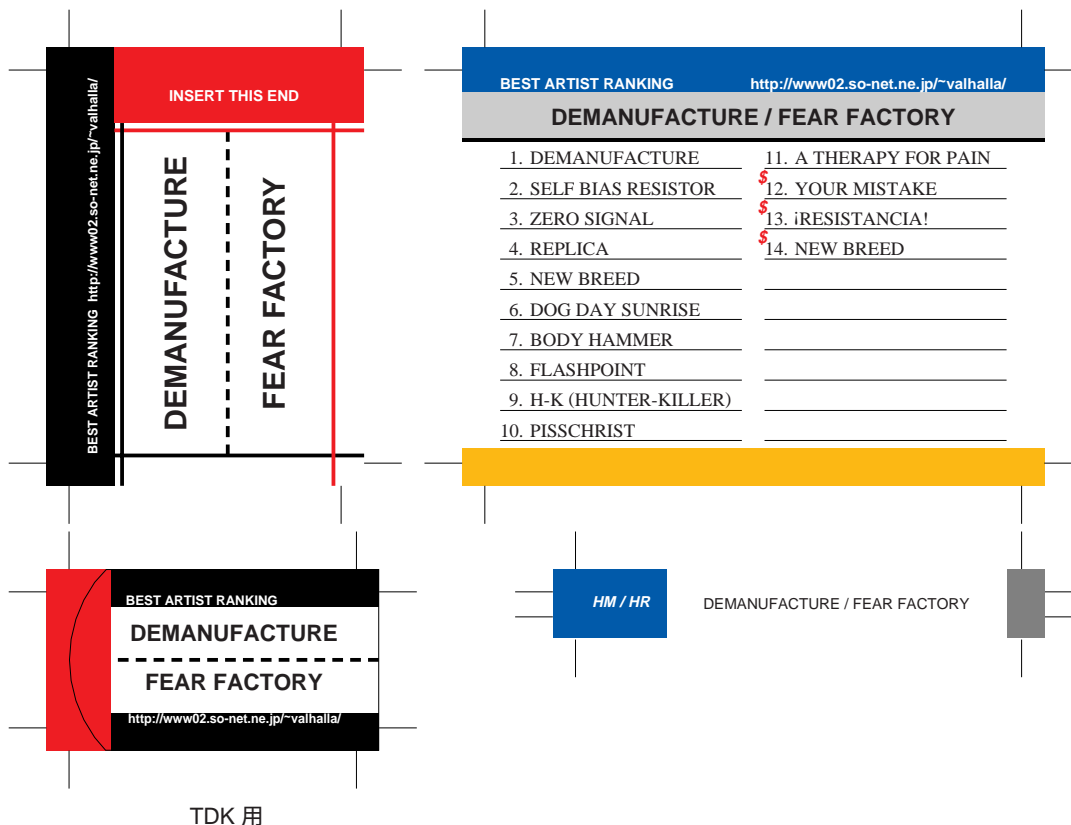 INSERT THIS END
BEST ARTIST RANKING http://www02.so-net.ne.jp/~valhalla/
DEMANUFACTURE
FEAR FACTORY
BEST ARTIST RANKING http://www02.so-net.ne.jp/~valhalla/
DEMANUFACTURE / FEAR FACTORY
1. DEMANUFACTURE
2. SELF BIAS RESISTOR
3. ZERO SIGNAL
4. REPLICA
5. NEW BREED
6. DOG DAY SUNRISE
7. BODY HAMMER
8. FLASHPOINT
9. H-K (HUNTER-KILLER)
10. PISSCHRIST
11. A THERAPY FOR PAIN
$12. YOUR MISTAKE
$13. ¡RESISTANCIA!
$14. NEW BREED
BEST ARTIST RANKING
DEMANUFACTURE
FEAR FACTORY
http://www02.so-net.ne.jp/~valhalla/
HM / HR
DEMANUFACTURE / FEAR FACTORY
TDK 用